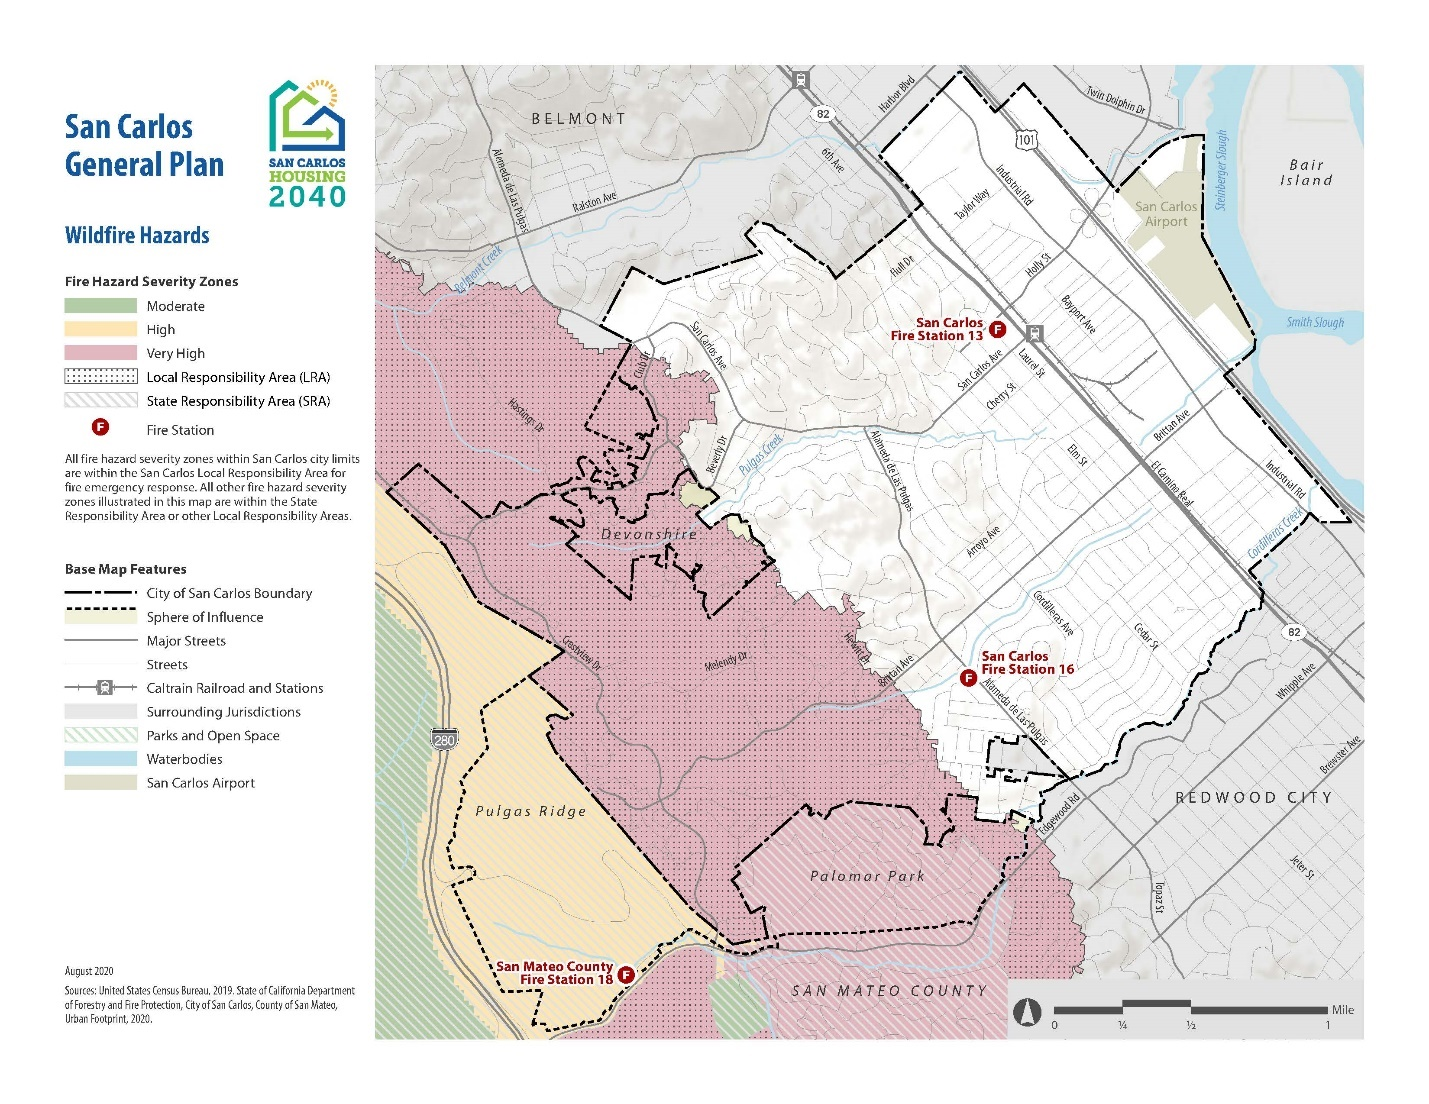 San Carlos
General Plan
SAN CARLOS
HOUSING
2040
Wildfire Hazards
Fire Hazard Severity Zones
Moderate
High
Very High
Local Responsibility Area (LRA)
State Responsibility Area (SRA)
F
Fire Station
All fire hazard severity zones within San Carlos city limits
are within the San Carlos Local Responsibility Area for
fire emergency response. All other fire hazard severity
zones illustrated in this map are within the State
Responsibility Area or other Local Responsibility Areas.
Base Map Features
City of San Carlos Boundary
Sphere of Influence
Major Streets
Streets
Caltrain Railroad and Stations
Surrounding Jurisdictions
Parks and Open Space
Waterbodies
San Carlos Airport
August 2020
Sources: United States Census Bureau, 2019. State of California Department
of Forestry and Fire Protection, City of San Carlos, County of San Mateo,
Urban Footprint, 2020.
BELMONT
82
Harbor Blvd
Twin Dolphin Dr
101
6th Ave
Alameda de Las Pulgas
Ralston Ave
Belmont Creek
Industrial Rd
Taylor Way
San Carlos
Airport
Steinberger Slough
Bair
Island
Hull Dr
Holly St
Bayport Ave
Smith Slough
San Carlos
Fire Station 13
F
San Carlos Ave
Club Dr
Laurel St
San Carlos Ave
Cherry St
Hastings Dr
Brittan Ave
Beverly Dr
Pulgas Creek
Alameda de Las Pulgas
Elm St
El Camino Real
Industrial Rd
Devonshire
Arroyo Ave
Cordilleras Creek
Cordilleras Ave
Cedar St
82
Crestview Dr
Melendy Dr
Hewitt Dr
Brittan Ave
San Carlos
Fire Station 16
F
Alameda de Las Pulgas
Whipple Ave
280
Brewster Ave
Pulgas Ridge
REDWOOD CITY
Edgewood Rd
Palomar Park
Jeter St
Topaz St
San Mateo County
Fire Station 18
F
SAN MATEO COUNTY
0
¼
½
1
Mile